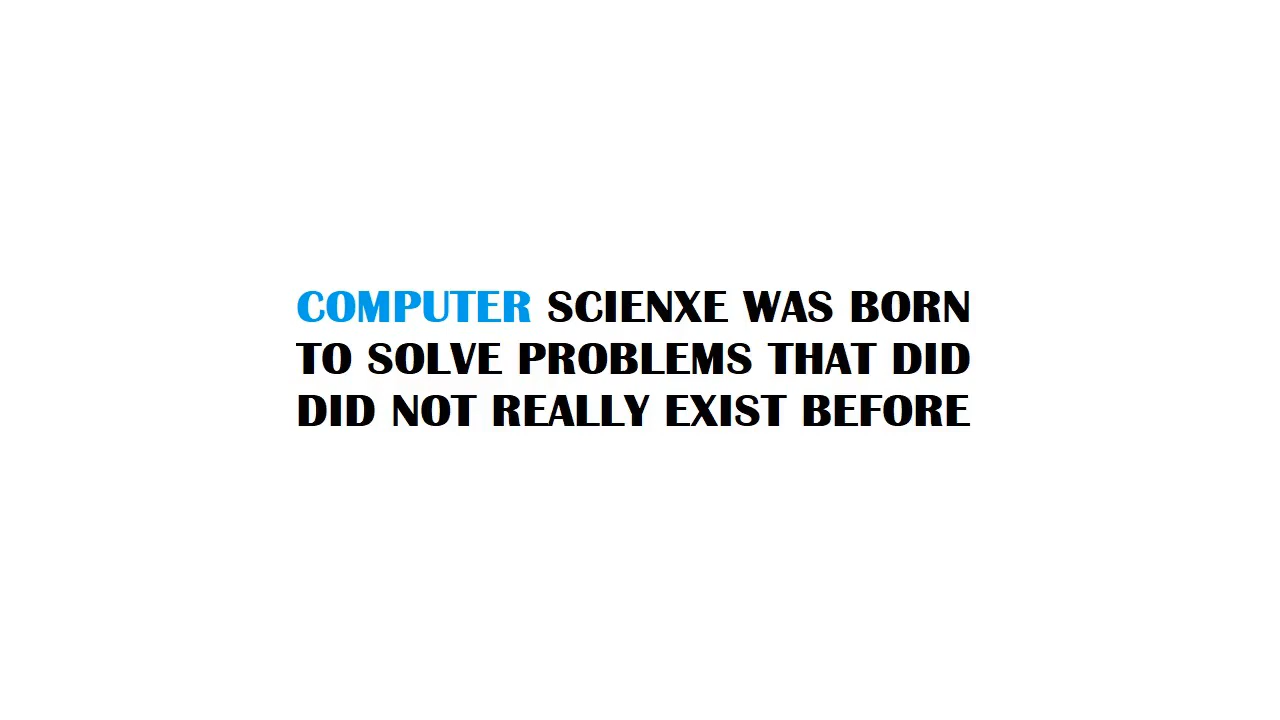 COMPUTER SCIENXE WAS BORN
TO SOLVE PROBLEMS THAT DID
DID NOT REALLY EXIST BEFORE